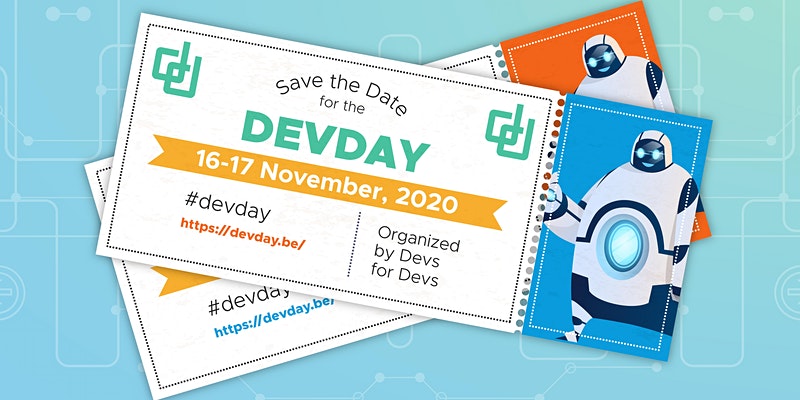 Save the Date
for the
DEVDAY
16-17 November, 2020
#devday
https://devday.be/
Organized
by Devs
for Devs
#devday
https://devday.be/